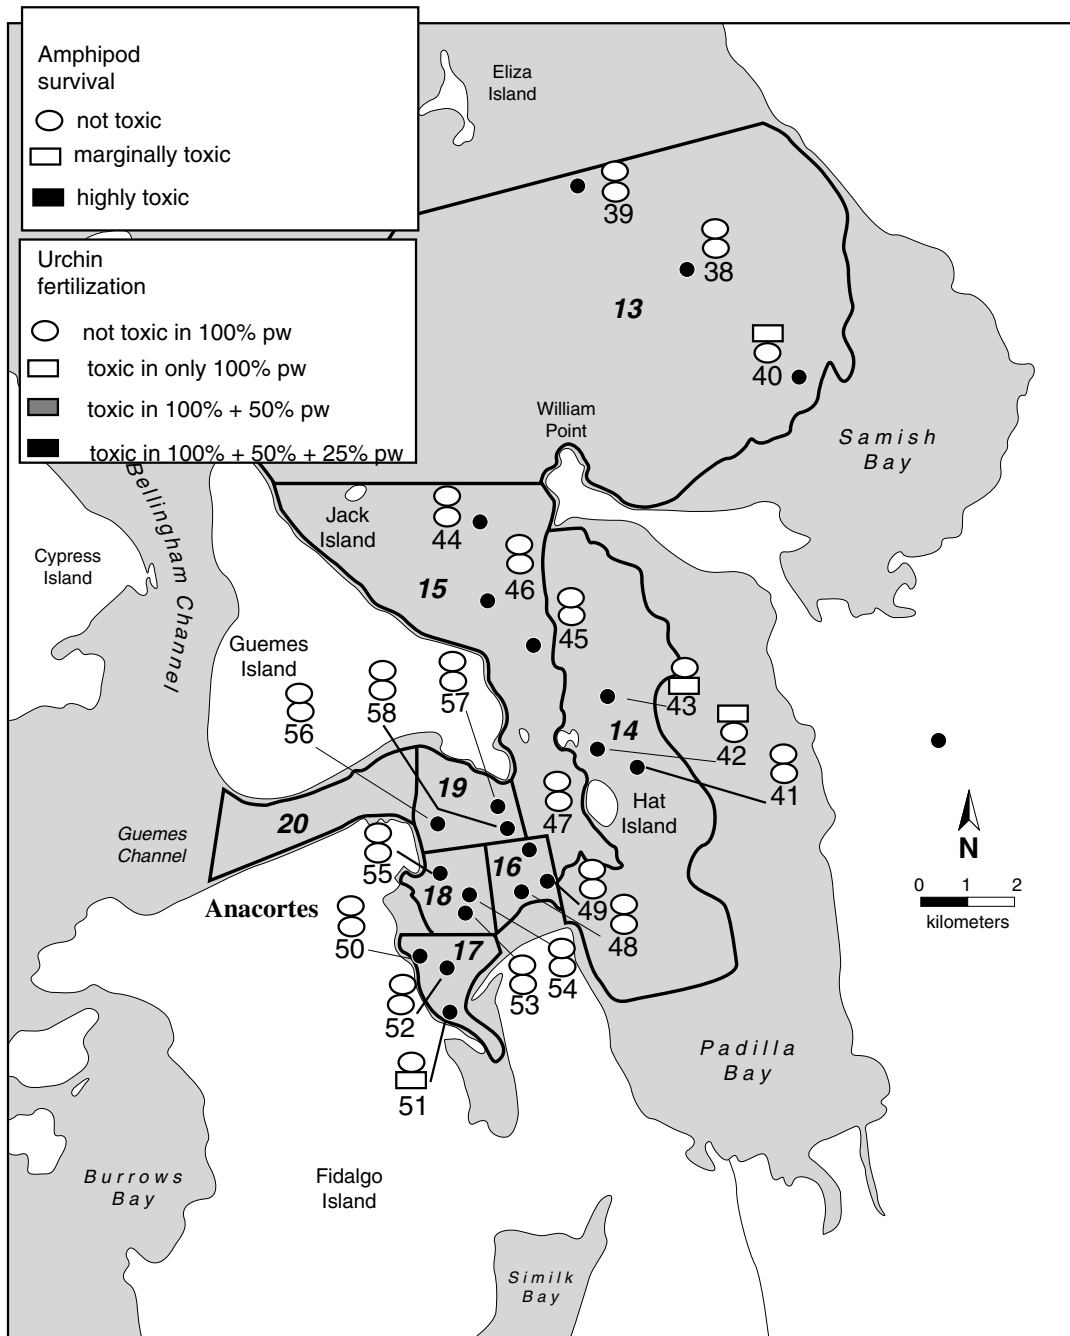 Amphipod
survival
not toxic
marginally toxic
highly toxic
Urchin
fertilization
not toxic in 100% pw
toxic in only 100% pw
toxic in 100% + 50% pw
toxic in 100% + 50% + 25% pw
Eliza
Island
39
38
13
40
William
Point
Samish
Bay
Bellingham Channel
Jack
Island
44
Cypress
Island
46
15
45
Guemes
Island
57
58
56
43
14
42
41
19
Hat
Island
47
20
Guemes
Channel
55
16
18
Anacortes
49
48
50
17
54
53
52
51
N
0 1 2
kilometers
Padilla
Bay
Burrows
Bay
Fidalgo
Island
Similk
Bay